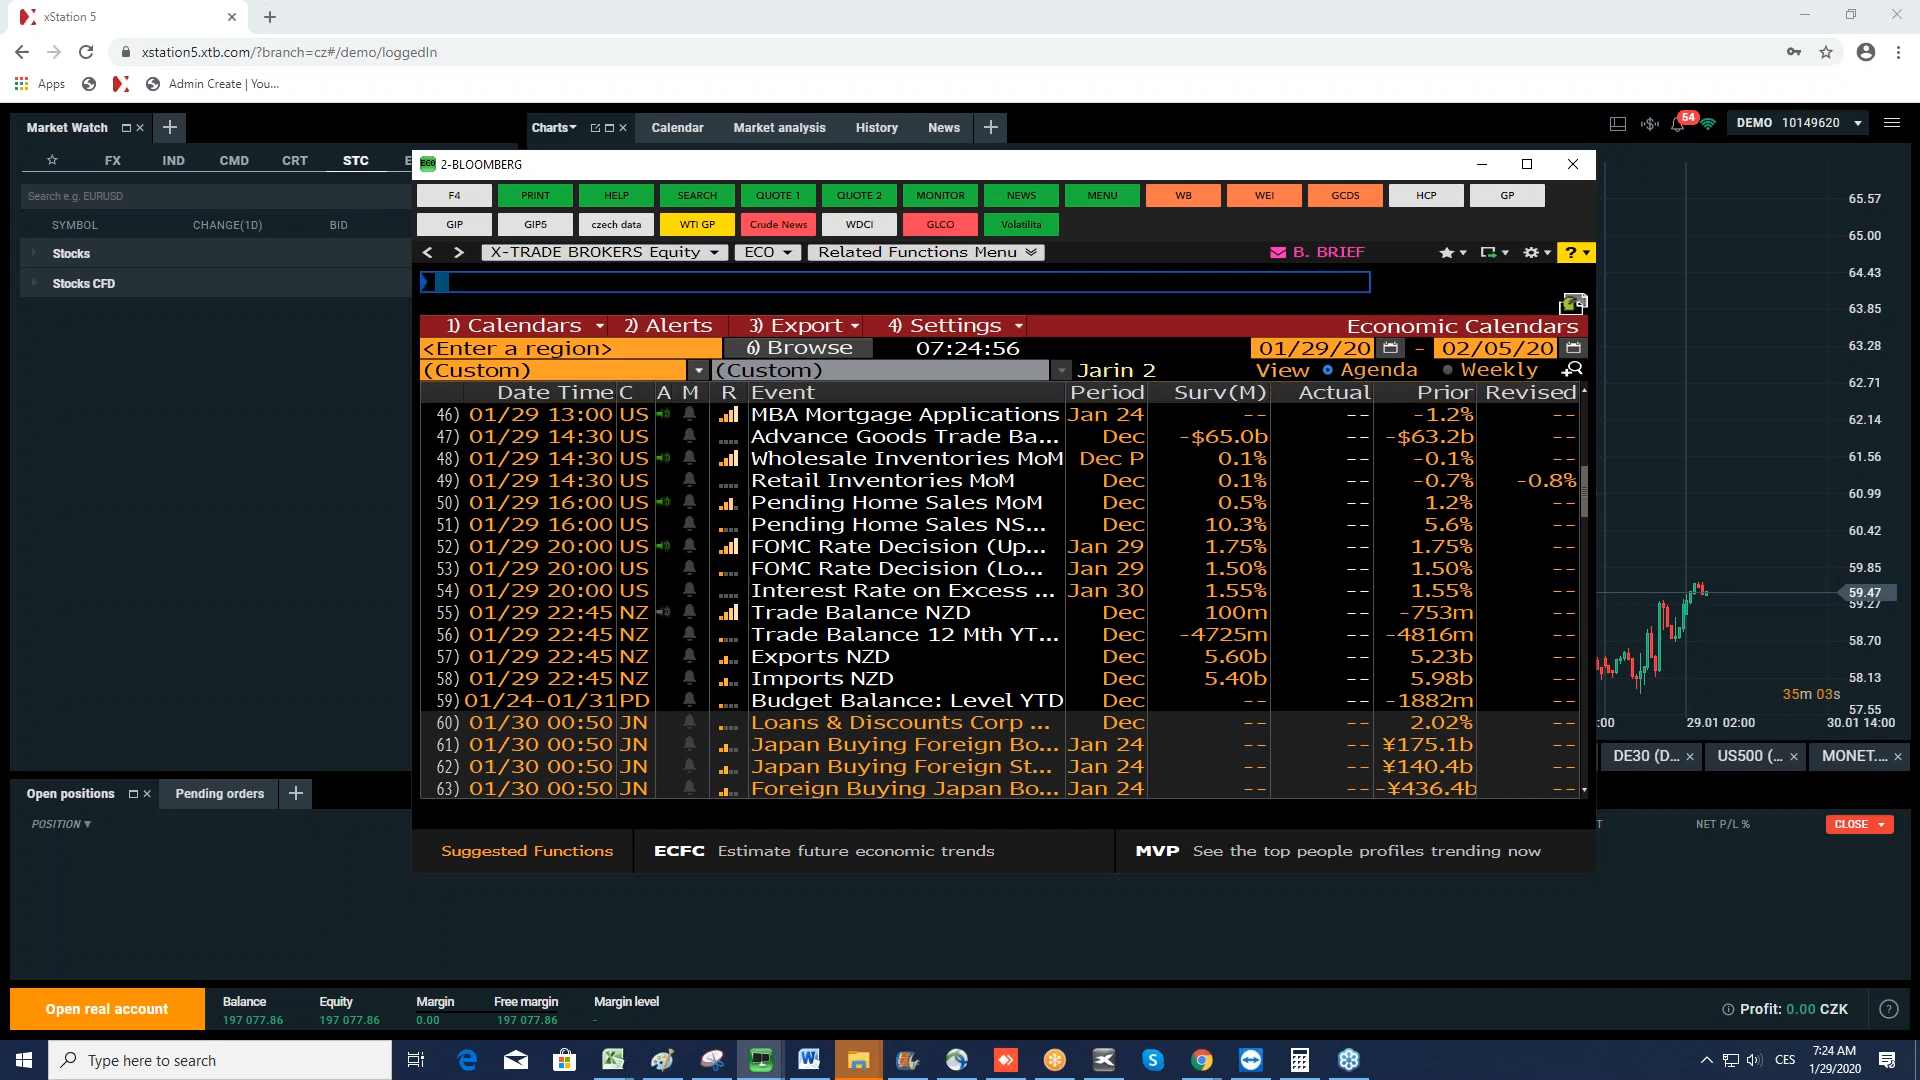 xStation 5
xstation5.xtb.com/?branch=cz#/demo/loggedIn
Apps
Admin Create | You...
Market Watch
Charts
Calendar
Market analysis
History
News
54
DEMO 10149620
FX IND CMD CRT STC E
Search e.g. EURUSD
SYMBOL CHANGE(1D) BID
Stocks
Stocks CFD
ECO 2-BLOOMBERG
F4 PRINT HELP SEARCH QUOTE 1 QUOTE 2 MONITOR NEWS MENU WB WEI GCDS HCP GP
GIP GIP5 czech data WTI GP Crude News WDCI GLCO Volatilita
< > X-TRADE BROKERS Equity ECO Related Functions Menu B. BRIEF ?
1) Calendars 2) Alerts 3) Export 4) Settings Economic Calendars
<Enter a region> 6) Browse 07:24:56 01/29/20 - 02/05/20
(Custom) (Custom) Jarin 2 View Agenda Weekly
Date Time C A M R Event Period Surv(M) Actual Prior Revised
46) 01/29 13:00 US MBA Mortgage Applications Jan 24 -- -- -1.2% --
47) 01/29 14:30 US Advance Goods Trade Ba... Dec -$65.0b -- -$63.2b --
48) 01/29 14:30 US Wholesale Inventories MoM Dec P 0.1% -- -0.1% --
49) 01/29 14:30 US Retail Inventories MoM Dec 0.1% -- -0.7% -0.8%
50) 01/29 16:00 US Pending Home Sales MoM Dec 0.5% -- 1.2% --
51) 01/29 16:00 US Pending Home Sales NS... Dec 10.3% -- 5.6% --
52) 01/29 20:00 US FOMC Rate Decision (Up... Jan 29 1.75% -- 1.75% --
53) 01/29 20:00 US FOMC Rate Decision (Lo... Jan 29 1.50% -- 1.50% --
54) 01/29 20:00 US Interest Rate on Excess ... Jan 30 1.55% -- 1.55% --
55) 01/29 22:45 NZ Trade Balance NZD Dec 100m -- -753m --
56) 01/29 22:45 NZ Trade Balance 12 Mth YT... Dec -4725m -- -4816m --
57) 01/29 22:45 NZ Exports NZD Dec 5.60b -- 5.23b --
58) 01/29 22:45 NZ Imports NZD Dec 5.40b -- 5.98b --
59) 01/24-01/31 PD Budget Balance: Level YTD Dec -- -- -1882m --
60) 01/30 00:50 JN Loans & Discounts Corp ... Dec -- -- 2.02% --
61) 01/30 00:50 JN Japan Buying Foreign Bo... Jan 24 -- -- ¥175.1b --
62) 01/30 00:50 JN Japan Buying Foreign St... Jan 24 -- -- ¥140.4b --
63) 01/30 00:50 JN Foreign Buying Japan Bo... Jan 24 -- -- -¥436.4b --
Suggested Functions ECFC Estimate future economic trends MVP See the top people profiles trending now
65.57
65.00
64.43
63.85
63.28
62.71
62.14
61.56
60.99
60.42
59.85
59.47
59.27
58.70
58.13
57.55
35m 03s
:00 29.01 02:00 30.01 14:00
DE30 (D... US500 (... MONET....
Open positions
Pending orders
POSITION
T NET P/L % CLOSE
Open real account
Balance Equity Margin Free margin Margin level
197 077.86 197 077.86 0.00 197 077.86 -
Profit: 0.00 CZK ?
Type here to search
CES
7:24 AM
1/29/2020